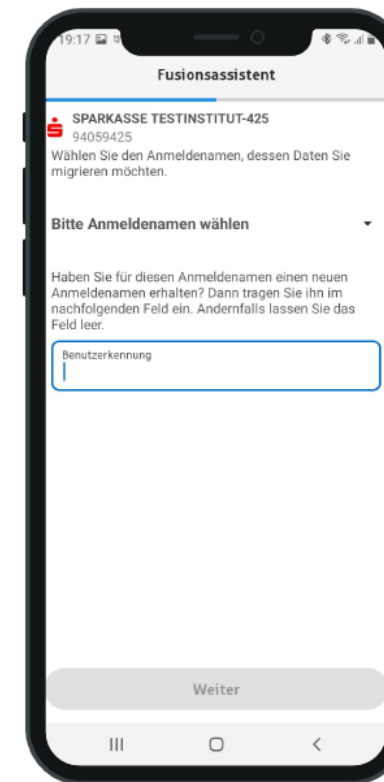 19:17
Fusionsassistent
SPARKASSE TESTINSTITUT-425
94059425
Wählen Sie den Anmeldenamen, dessen Daten Sie
migrieren möchten.
Bitte Anmeldenamen wählen
Haben Sie für diesen Anmeldenamen einen neuen
Anmeldenamen erhalten? Dann tragen Sie ihn im
nachfolgenden Feld ein. Andernfalls lassen Sie das
Feld leer.
Benutzerkennung
Weiter